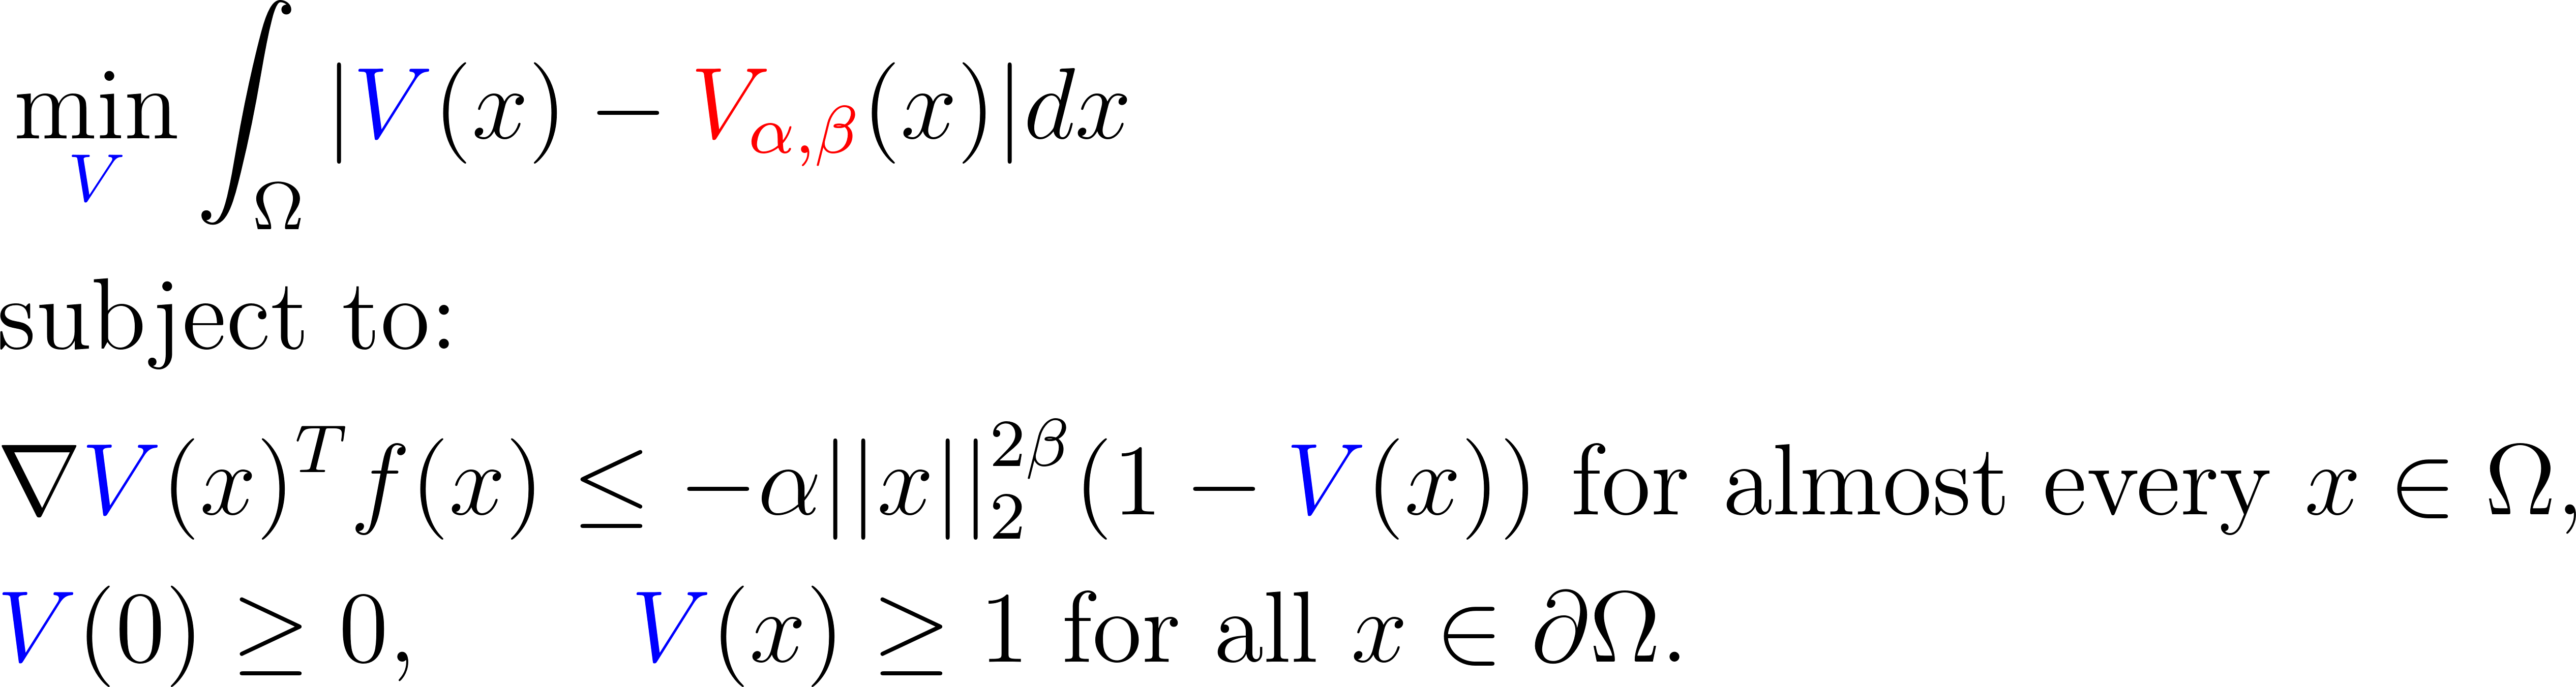 min_V ∫_Ω |V(x) − V_{α,β}(x)|dx
subject to:
∇V(x)^T f(x) ≤ −α||x||_2^{2β}(1 − V(x)) for almost every x ∈ Ω,
V(0) ≥ 0, V(x) ≥ 1 for all x ∈ ∂Ω.